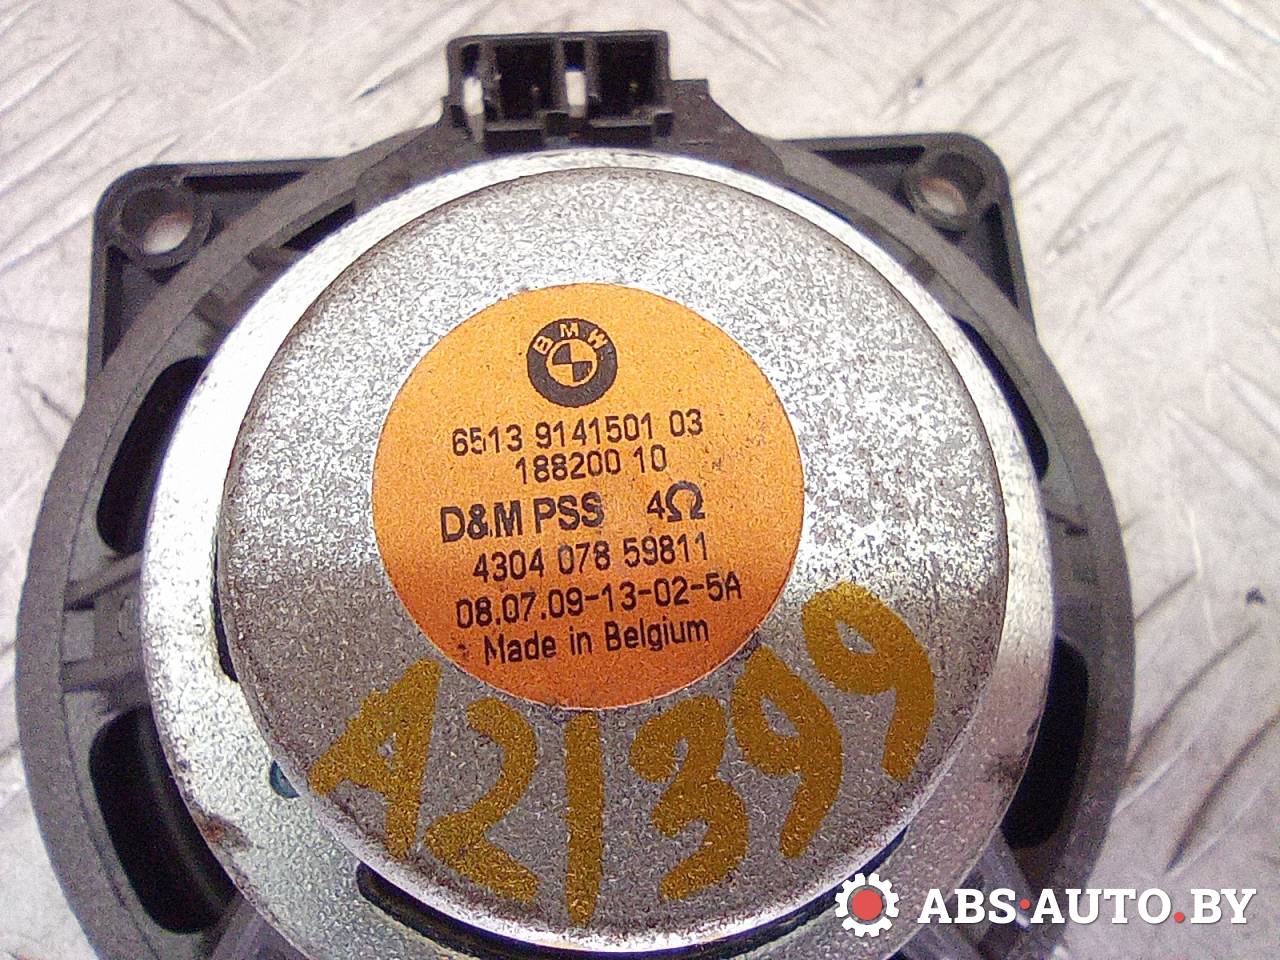 BMW
6513 9141501 03
188200 10
D&M PSS 4Ω
4304 078 59811
08.07.09-13-02-5A
Made in Belgium
A21399
ABS-AUTO.BY